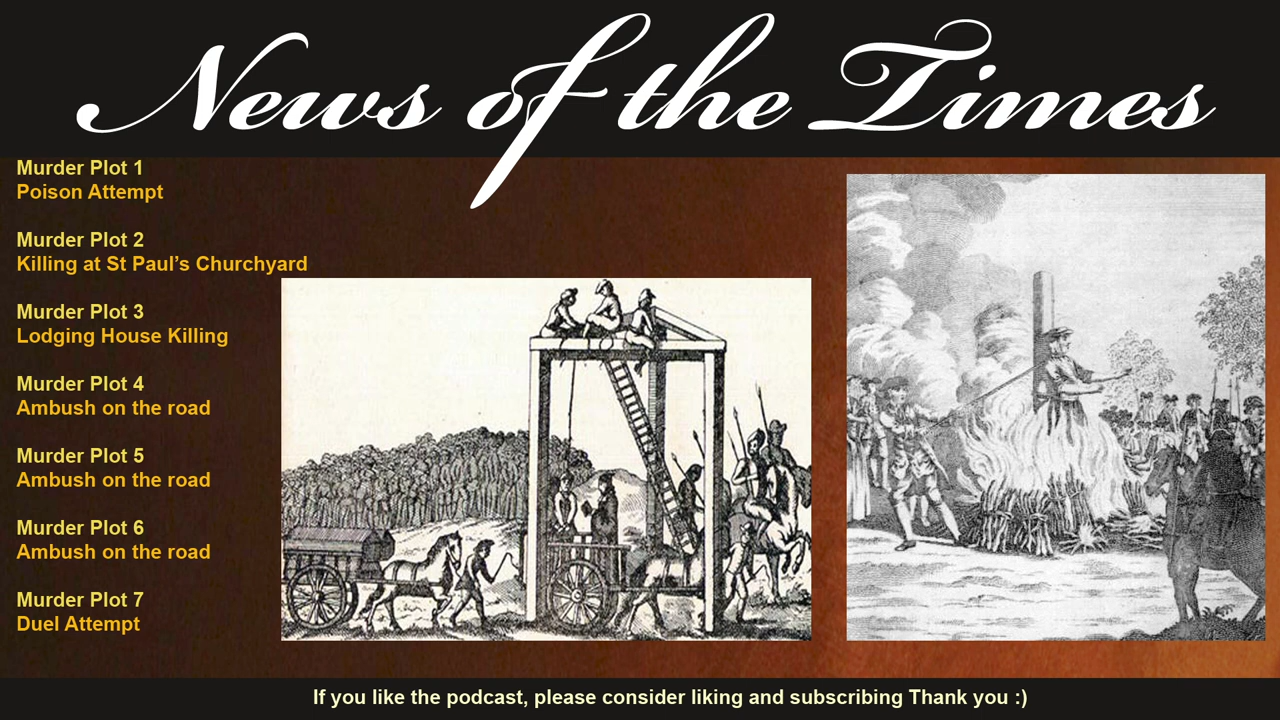 News of the Times
Murder Plot 1
Poison Attempt
Murder Plot 2
Killing at St Paul’s Churchyard
Murder Plot 3
Lodging House Killing
Murder Plot 4
Ambush on the road
Murder Plot 5
Ambush on the road
Murder Plot 6
Ambush on the road
Murder Plot 7
Duel Attempt
If you like the podcast, please consider liking and subscribing Thank you :)